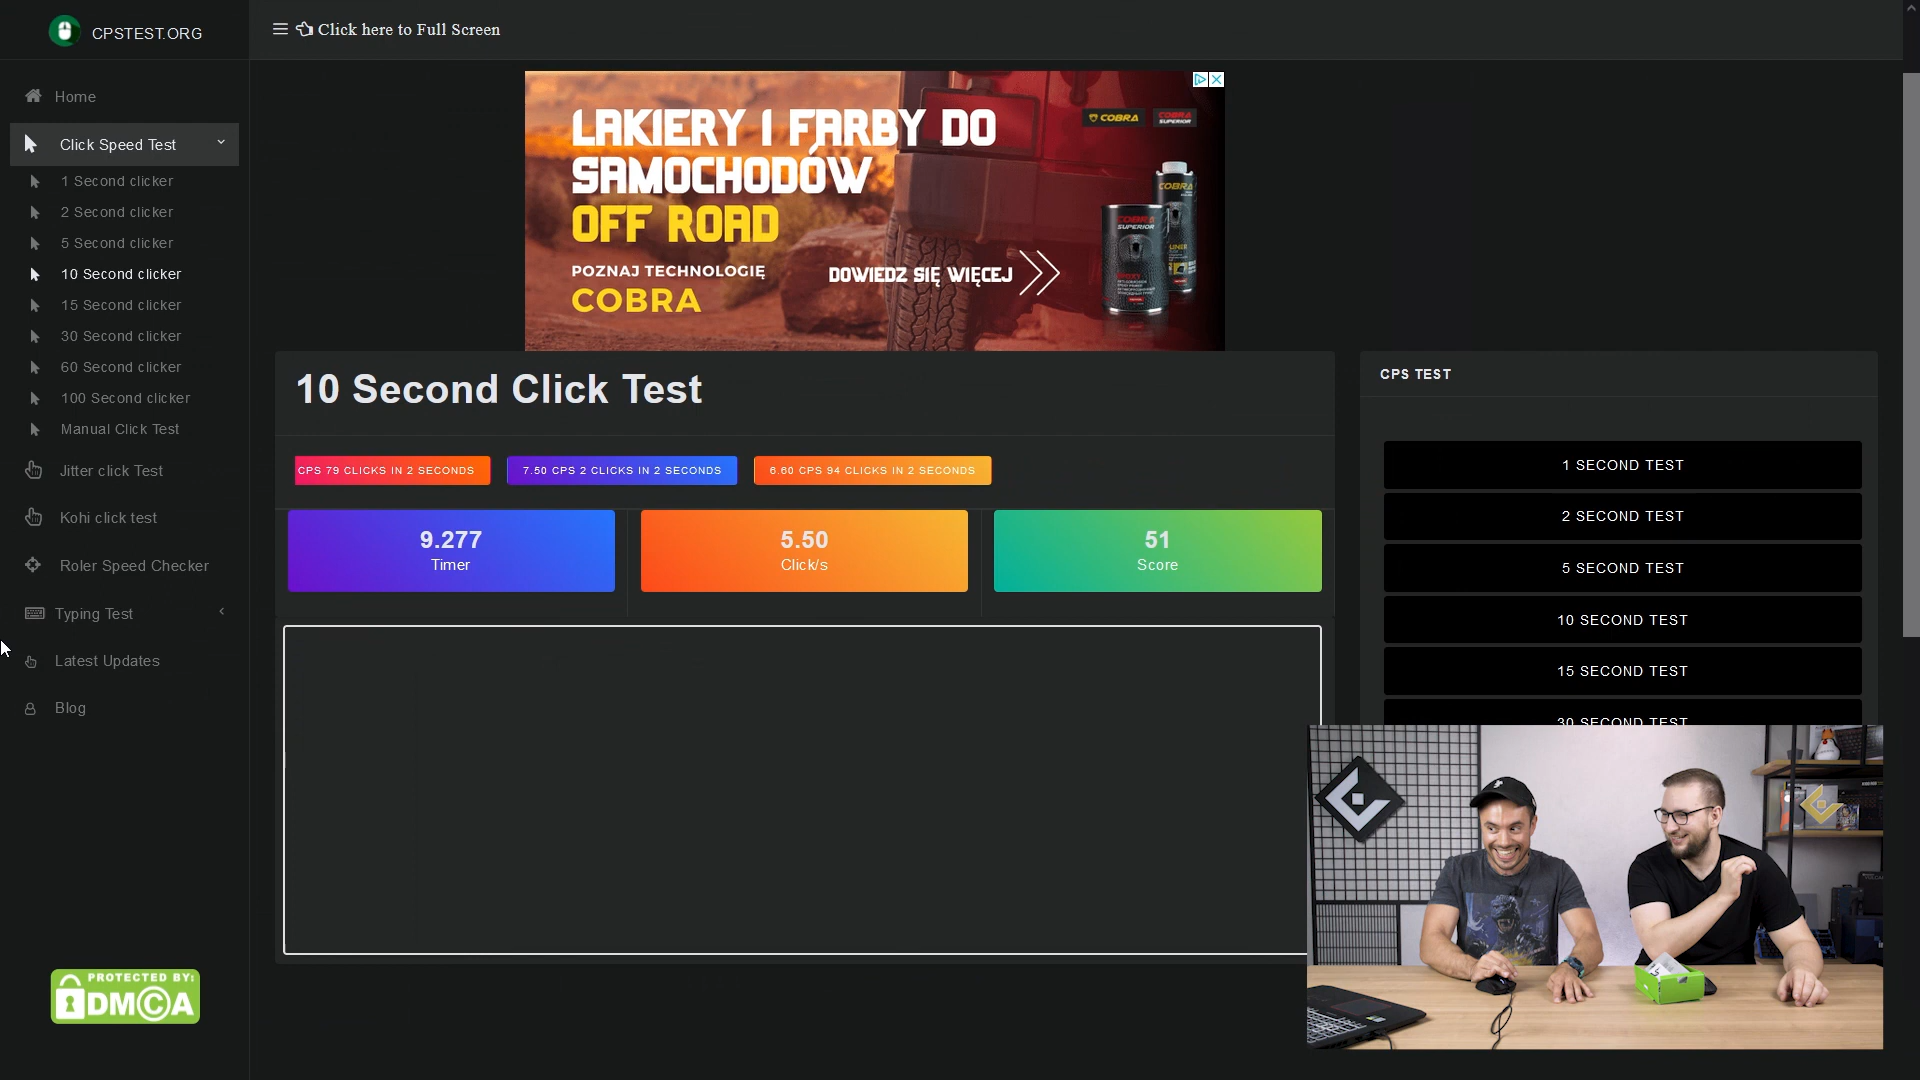 CPSTEST.ORG
Click here to Full Screen
Home
Click Speed Test
1 Second clicker
2 Second clicker
5 Second clicker
10 Second clicker
15 Second clicker
30 Second clicker
60 Second clicker
100 Second clicker
Manual Click Test
Jitter click Test
Kohi click test
Roler Speed Checker
Typing Test
Latest Updates
Blog
PROTECTED BY:
DMCA
LAKIERY I FARBY DO
SAMOCHODÓW
OFF ROAD
POZNAJ TECHNOLOGIĘ
COBRA
DOWIEDZ SIĘ WIĘCEJ
COBRA
COBRA
SUPERIOR
COBRA
COBRA
SUPERIOR
10 Second Click Test
CPS 79 CLICKS IN 2 SECONDS
7.50 CPS 2 CLICKS IN 2 SECONDS
6.60 CPS 94 CLICKS IN 2 SECONDS
9.277
Timer
5.50
Click/s
51
Score
CPS TEST
1 SECOND TEST
2 SECOND TEST
5 SECOND TEST
10 SECOND TEST
15 SECOND TEST
30 SECOND TEST